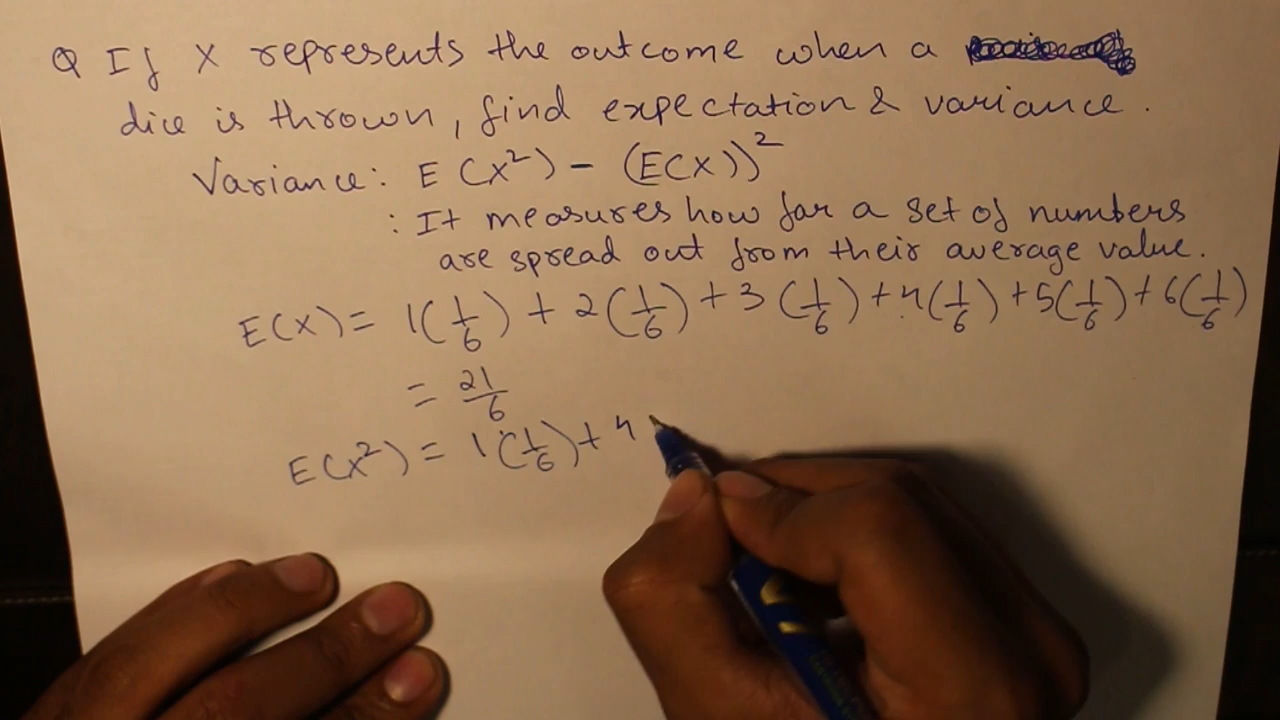 Q If X represents the outcome when a
dice is thrown, find expectation & variance.
Variance: E(X²) - (E(X))²
: It measures how far a set of numbers
are spread out from their average value.
E(X) = 1(1/6) + 2(1/6) + 3(1/6) + 4(1/6) + 5(1/6) + 6(1/6)
= 21/6
E(X²) = 1(1/6) + 4